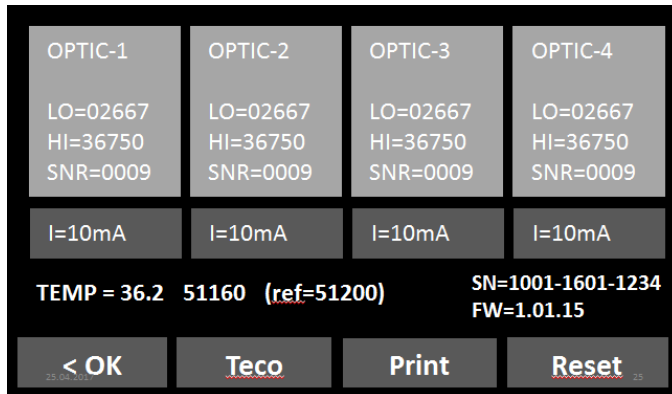 OPTIC-1 OPTIC-2 OPTIC-3 OPTIC-4
LO=02667 LO=02667 LO=02667 LO=02667
HI=36750 HI=36750 HI=36750 HI=36750
SNR=0009 SNR=0009 SNR=0009 SNR=0009
I=10mA I=10mA I=10mA I=10mA
TEMP = 36.2 51160 (ref=51200)
SN=1001-1601-1234
FW=1.01.15
< OK Teco Print Reset
25.04.2017 25